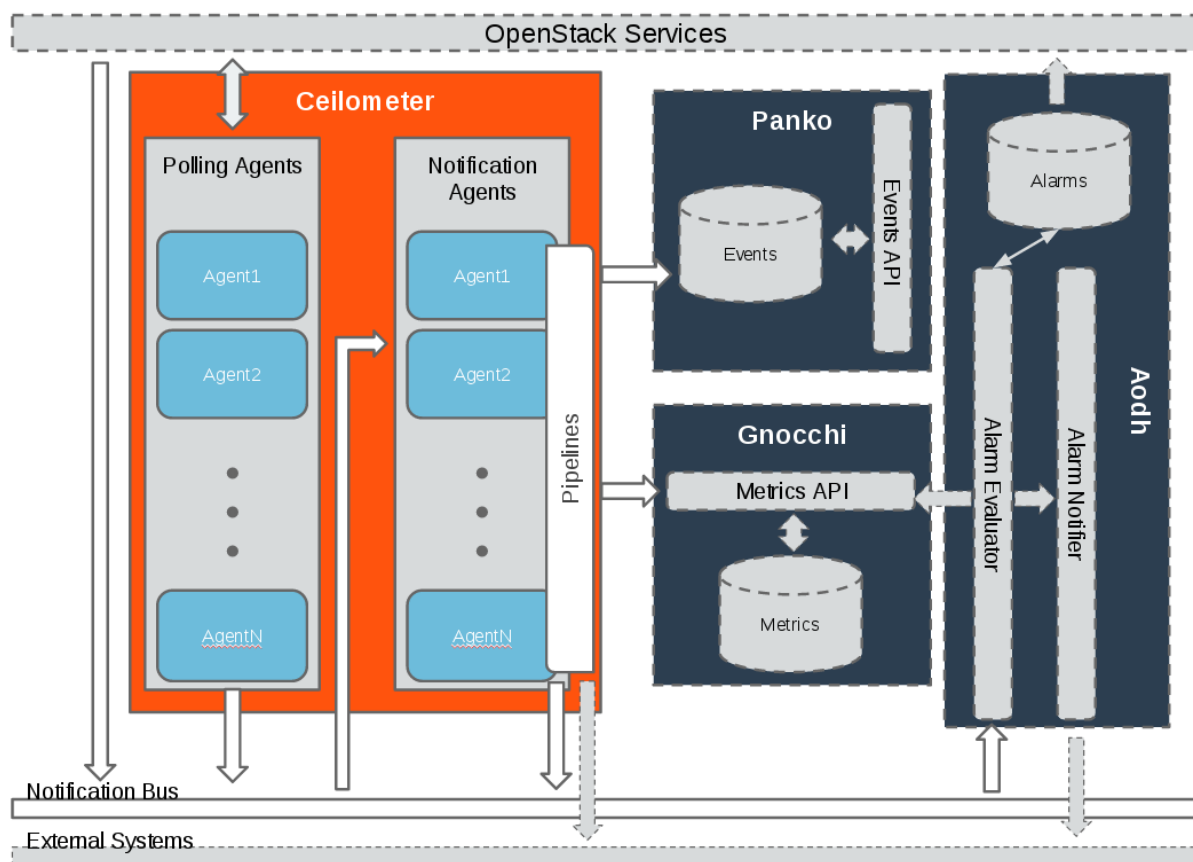 OpenStack Services
Ceilometer
Polling Agents
Agent1
Agent2
AgentN
Notification
Agents
Agent1
Agent2
AgentN
Pipelines
Panko
Events
Events API
Gnocchi
Metrics API
Metrics
Alarms
Alarm Evaluator
Alarm Notifier
Aodh
Notification Bus
External Systems